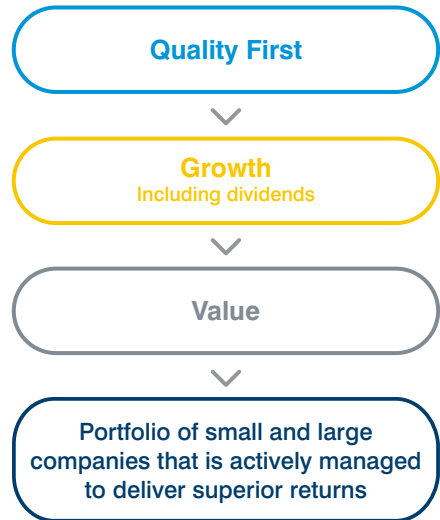 Quality First
Growth
Including dividends
Value
Portfolio of small and large
companies that is actively managed
to deliver superior returns